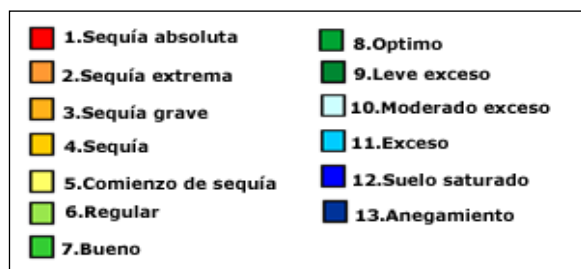 1.Sequía absoluta
2.Sequía extrema
3.Sequía grave
4.Sequía
5.Comienzo de sequía
6.Regular
7.Bueno
8.Optimo
9.Leve exceso
10.Moderado exceso
11.Exceso
12.Suelo saturado
13.Anegamiento